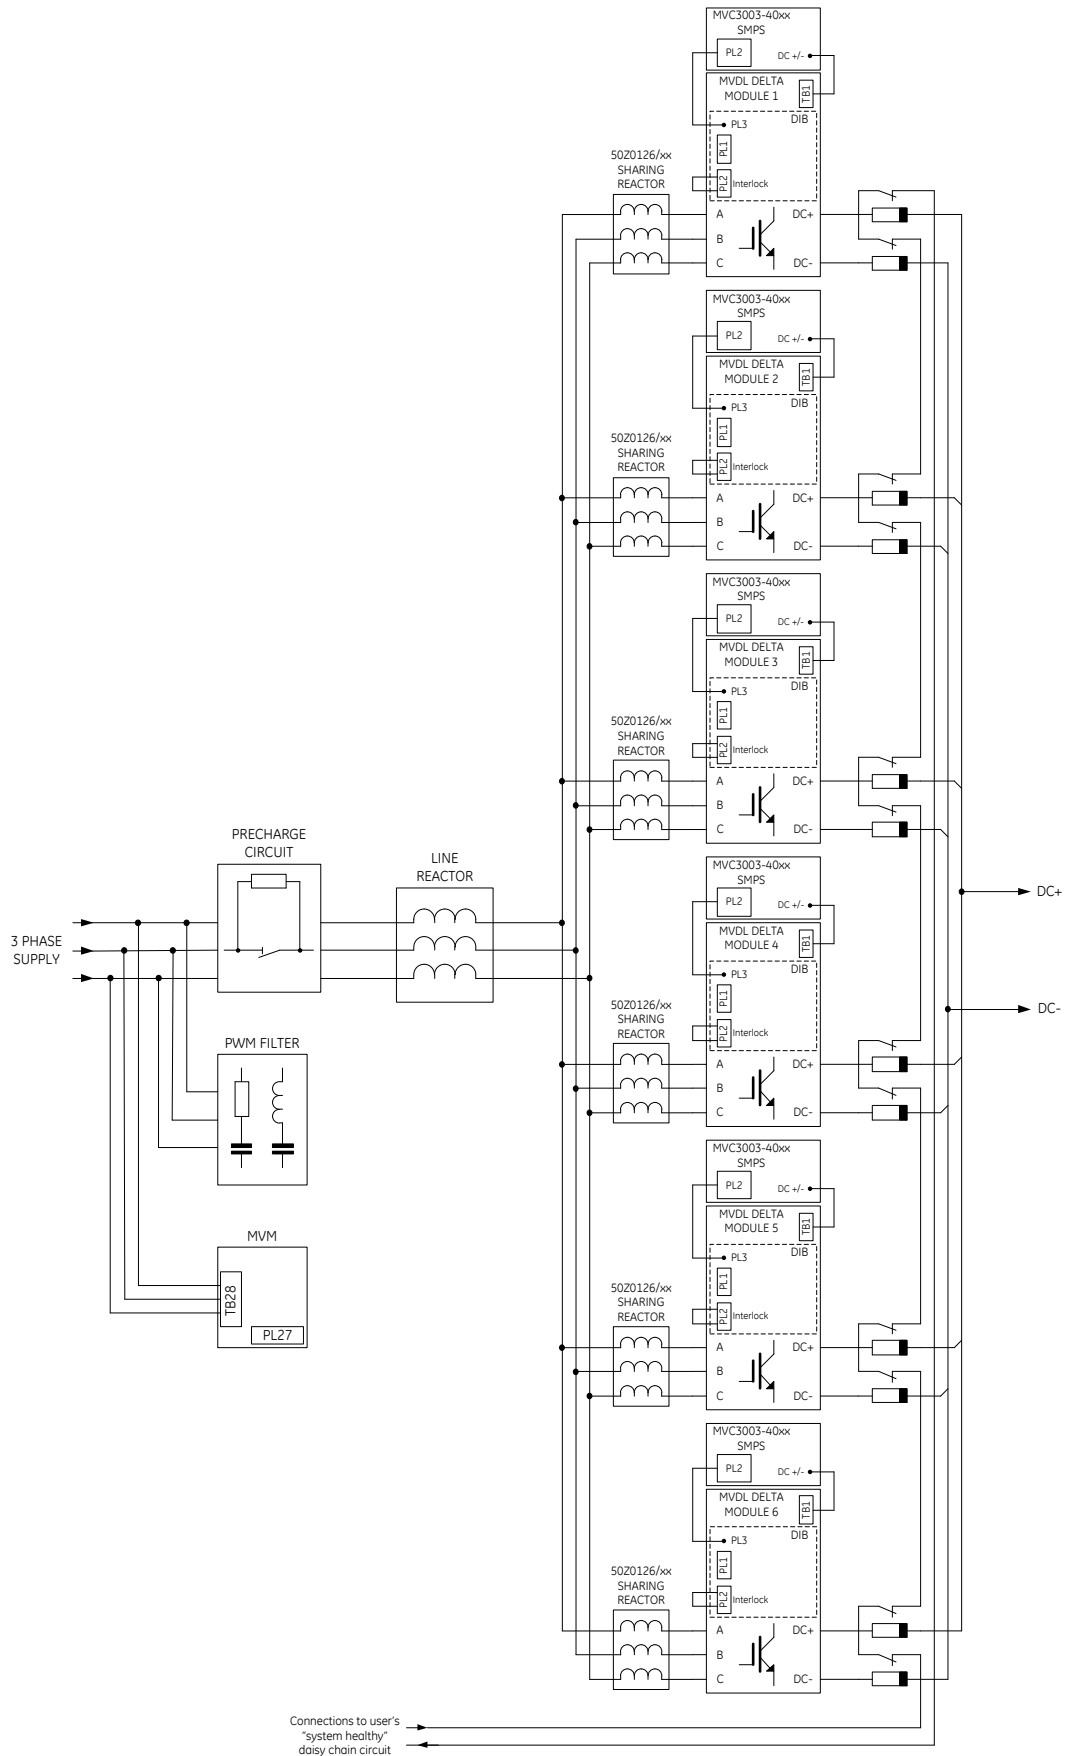 MVC3003-40xx
SMPS
PL2
DC +/-
MVDL DELTA
MODULE 1
TB1
DIB
PL3
PL1
PL2
Interlock
50Z0126/xx
SHARING
REACTOR
A
DC+
B
C
DC-
MVC3003-40xx
SMPS
PL2
DC +/-
MVDL DELTA
MODULE 2
TB1
DIB
PL3
PL1
PL2
Interlock
50Z0126/xx
SHARING
REACTOR
A
DC+
B
C
DC-
MVC3003-40xx
SMPS
PL2
DC +/-
MVDL DELTA
MODULE 3
TB1
DIB
PL3
PL1
PL2
Interlock
50Z0126/xx
SHARING
REACTOR
A
DC+
B
C
DC-
PRECHARGE
CIRCUIT
LINE
REACTOR
3 PHASE
SUPPLY
MVC3003-40xx
SMPS
PL2
DC +/-
MVDL DELTA
MODULE 4
TB1
DIB
PL3
PL1
PL2
Interlock
50Z0126/xx
SHARING
REACTOR
A
DC+
B
C
DC-
DC+
DC-
PWM FILTER
MVM
TB28
PL27
MVC3003-40xx
SMPS
PL2
DC +/-
MVDL DELTA
MODULE 5
TB1
DIB
PL3
PL1
PL2
Interlock
50Z0126/xx
SHARING
REACTOR
A
DC+
B
C
DC-
MVC3003-40xx
SMPS
PL2
DC +/-
MVDL DELTA
MODULE 6
TB1
DIB
PL3
PL1
PL2
Interlock
50Z0126/xx
SHARING
REACTOR
A
DC+
B
C
DC-
Connections to user's
"system healthy"
daisy chain circuit